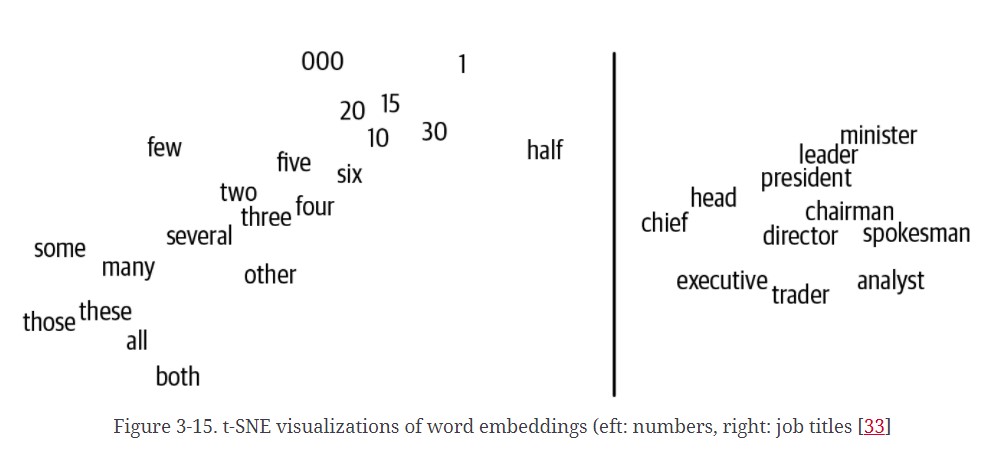 000
1
20
15
10
30
few
half
five
six
two
three
four
several
some
many
other
those
these
all
both
minister
leader
president
head
chairman
chief
director
spokesman
executive
trader
analyst
Figure 3-15. t-SNE visualizations of word embeddings (eft: numbers, right: job titles [33]